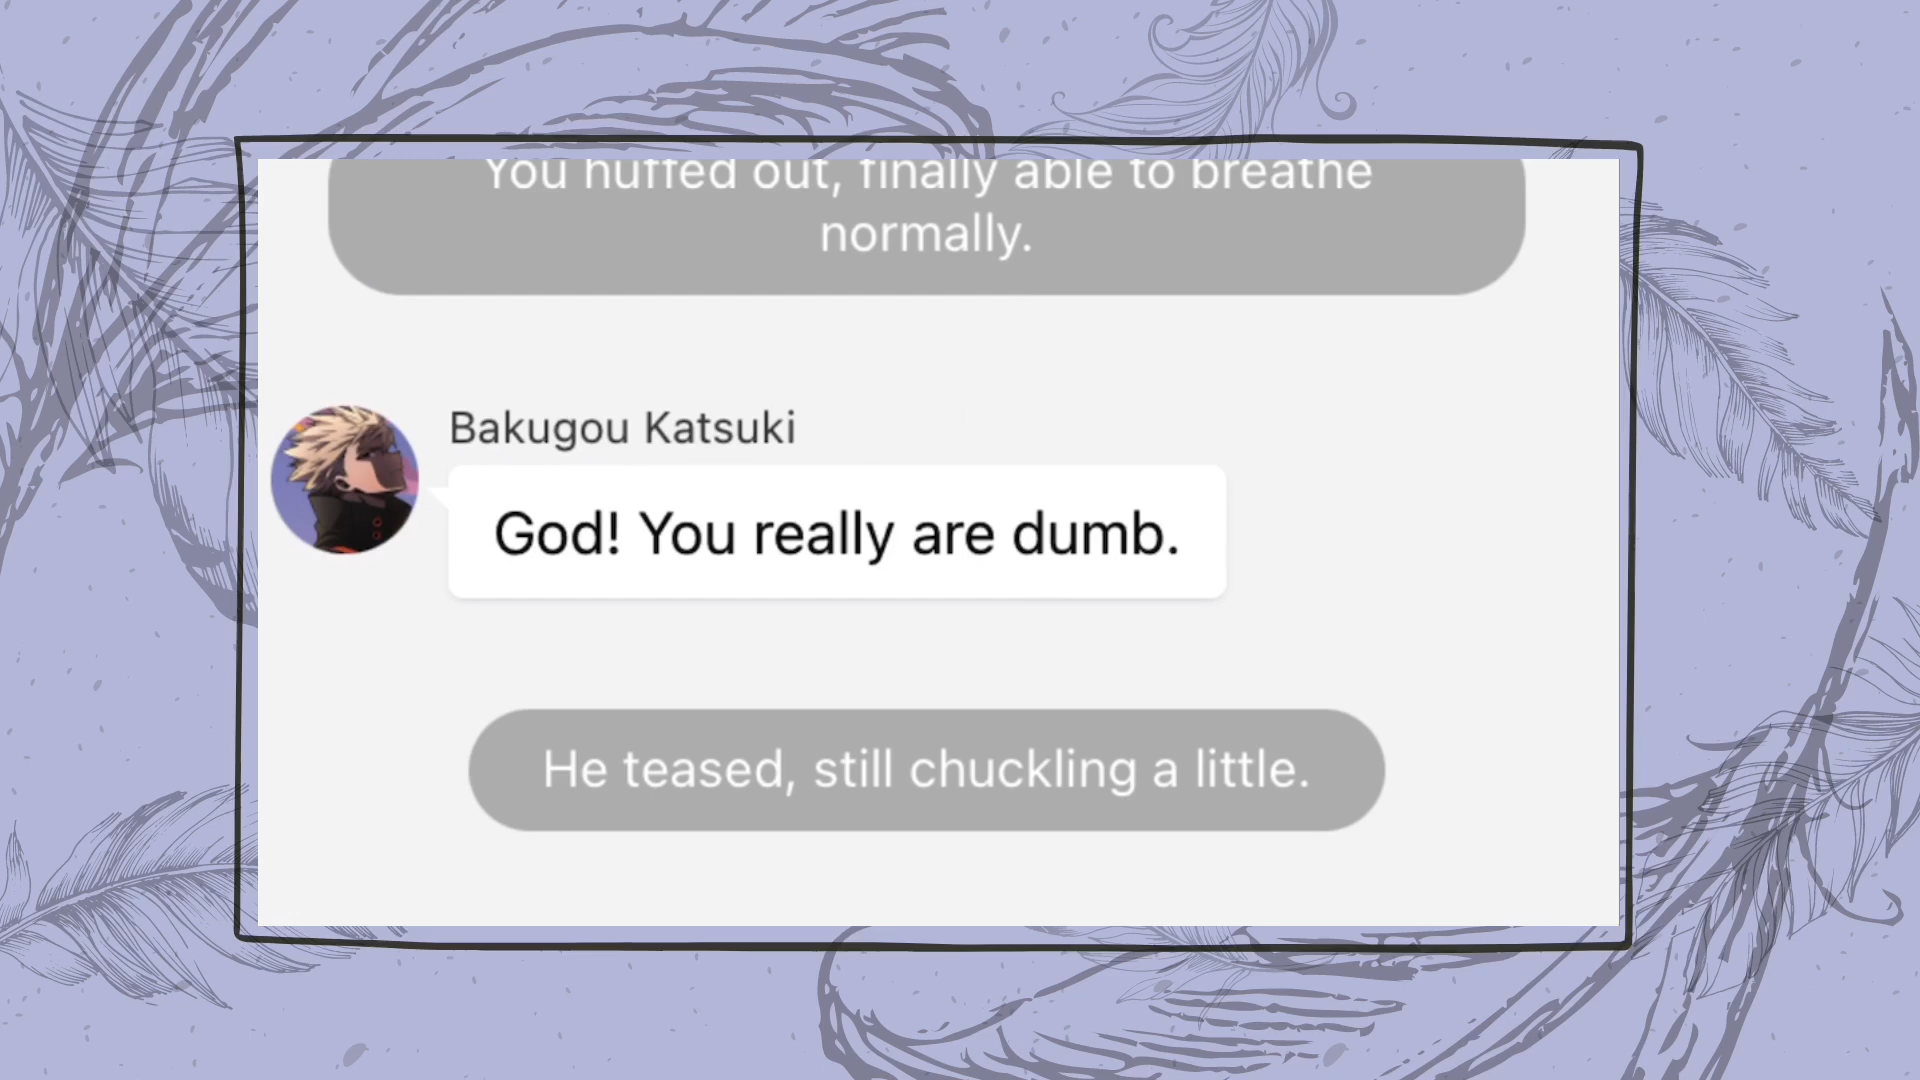 You huffed out, finally able to breathe
normally.
Bakugou Katsuki
God! You really are dumb.
He teased, still chuckling a little.